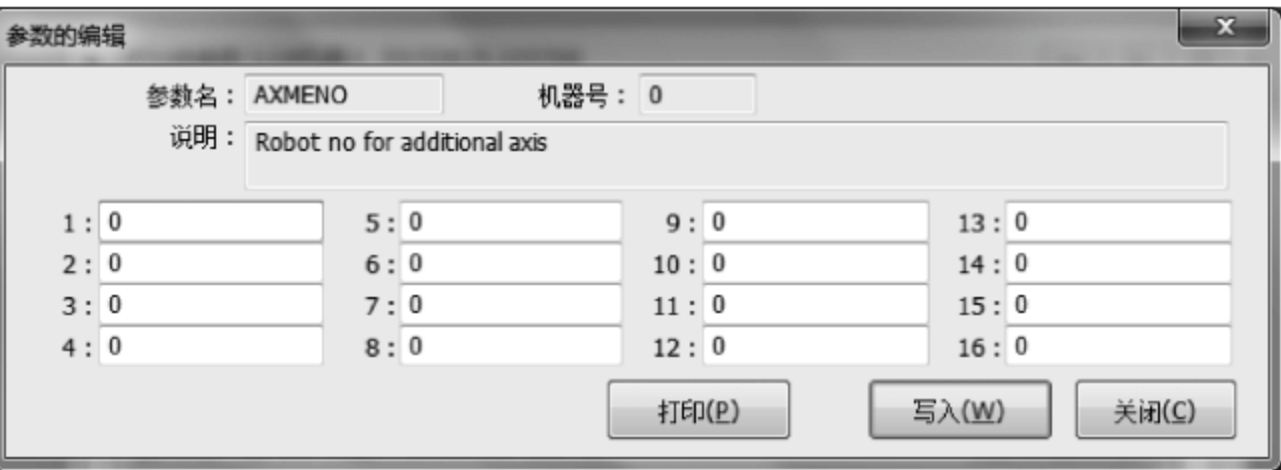 参数的编辑
参数名： AXMENO 机器号： 0
说明： Robot no for additional axis
1： 0 5： 0 9： 0 13： 0
2： 0 6： 0 10： 0 14： 0
3： 0 7： 0 11： 0 15： 0
4： 0 8： 0 12： 0 16： 0
打印(P) 写入(W) 关闭(C)